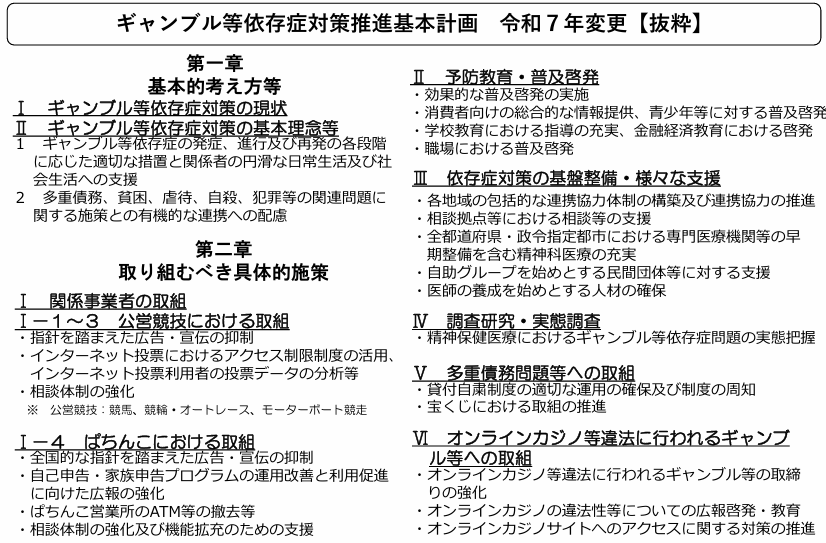 ギャンブル等依存症対策推進基本計画　令和７年変更【抜粋】
第一章
基本的考え方等
Ⅰ　ギャンブル等依存症対策の現状
Ⅱ　ギャンブル等依存症対策の基本理念等
1　ギャンブル等依存症の発症、進行及び再発の各段階
に応じた適切な措置と関係者の円滑な日常生活及び社
会生活への支援
2　多重債務、貧困、虐待、自殺、犯罪等の関連問題に
関する施策との有機的な連携への配慮
第二章
取り組むべき具体的施策
Ⅰ　関係事業者の取組
Ⅰ－１～３　公営競技における取組
・指針を踏まえた広告・宣伝の抑制
・インターネット投票におけるアクセス制限制度の活用、
インターネット投票利用者の投票データの分析等
・相談体制の強化
※　公営競技：競馬、競輪・オートレース、モーターボート競走
Ⅰ－４　ぱちんこにおける取組
・全国的な指針を踏まえた広告・宣伝の抑制
・自己申告・家族申告プログラムの運用改善と利用促進
に向けた広報の強化
・ぱちんこ営業所のATM等の撤去等
・相談体制の強化及び機能拡充のための支援
Ⅱ　予防教育・普及啓発
・効果的な普及啓発の実施
・消費者向けの総合的な情報提供、青少年等に対する普及啓発
・学校教育における指導の充実、金融経済教育における啓発
・職場における普及啓発
Ⅲ　依存症対策の基盤整備・様々な支援
・各地域の包括的な連携協力体制の構築及び連携協力の推進
・相談拠点等における相談等の支援
・全都道府県・政令指定都市における専門医療機関等の早
期整備を含む精神科医療の充実
・自助グループを始めとする民間団体等に対する支援
・医師の養成を始めとする人材の確保
Ⅳ　調査研究・実態調査
・精神保健医療におけるギャンブル等依存症問題の実態把握
Ⅴ　多重債務問題等への取組
・貸付自粛制度の適切な運用の確保及び制度の周知
・宝くじにおける取組の推進
Ⅵ　オンラインカジノ等違法に行われるギャンブ
ル等への取組
・オンラインカジノ等違法に行われるギャンブル等の取締
りの強化
・オンラインカジノの違法性等についての広報啓発・教育
・オンラインカジノサイトへのアクセスに関する対策の推進